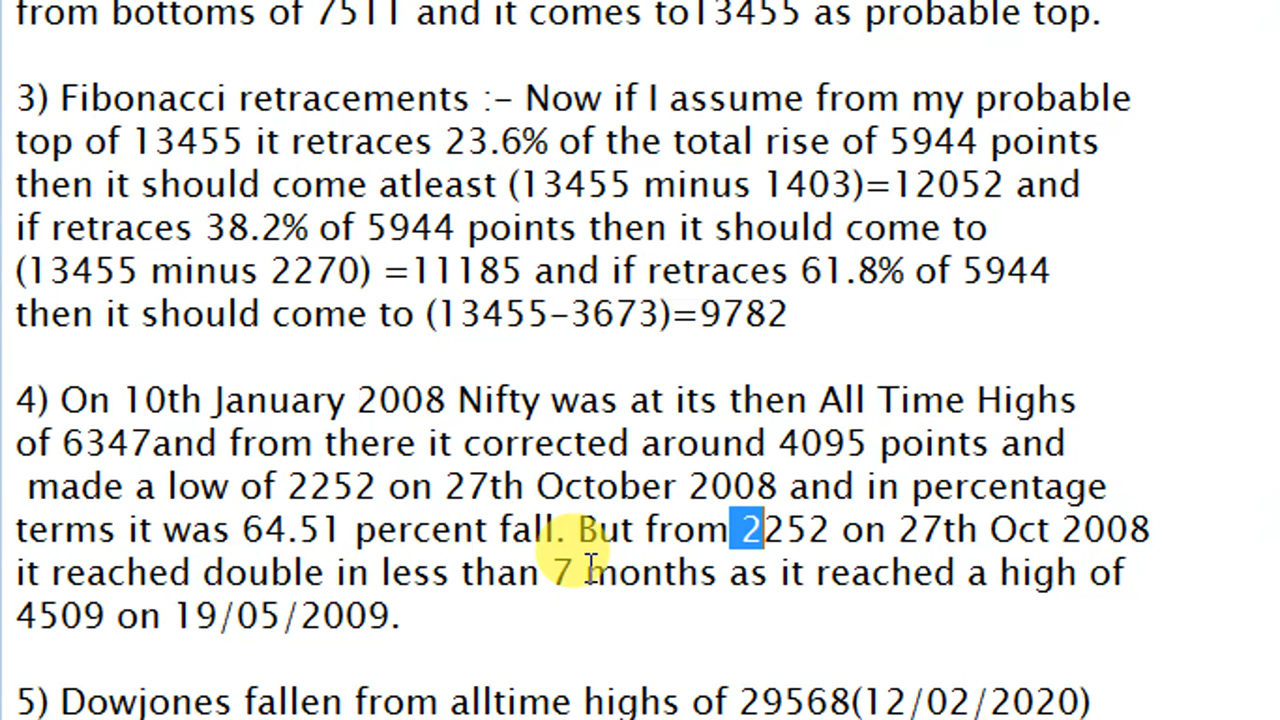 from bottoms of 7511 and it comes to13455 as probable top.
3) Fibonacci retracements :- Now if I assume from my probable
top of 13455 it retraces 23.6% of the total rise of 5944 points
then it should come atleast (13455 minus 1403)=12052 and
if retraces 38.2% of 5944 points then it should come to
(13455 minus 2270) =11185 and if retraces 61.8% of 5944
then it should come to (13455-3673)=9782
4) On 10th January 2008 Nifty was at its then All Time Highs
of 6347and from there it corrected around 4095 points and
made a low of 2252 on 27th October 2008 and in percentage
terms it was 64.51 percent fall. But from 2252 on 27th Oct 2008
it reached double in less than 7 months as it reached a high of
4509 on 19/05/2009.
5) Dowjones fallen from alltime highs of 29568(12/02/2020)